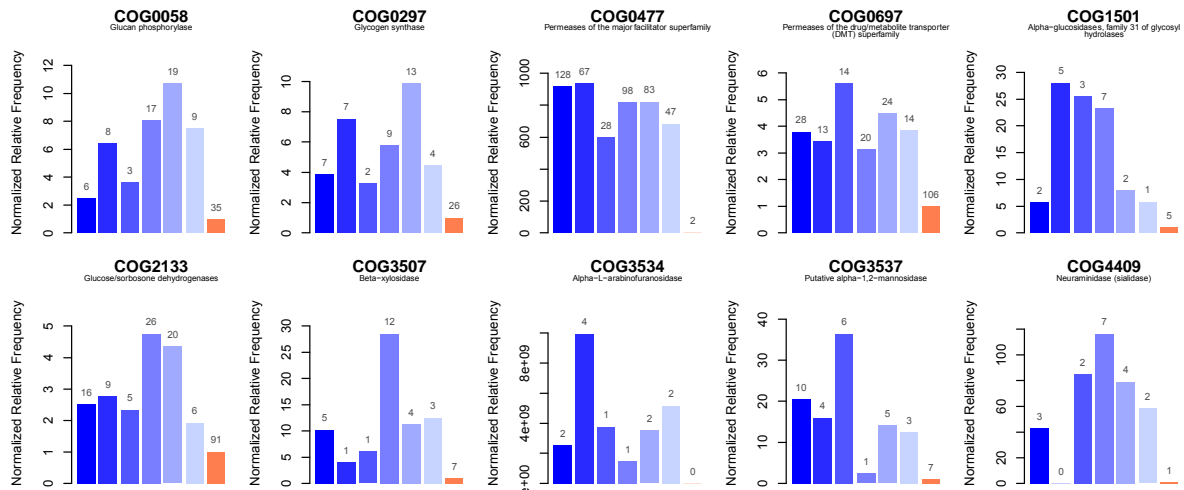 COG0058
Glucan phosphorylase
Normalized Relative Frequency
0 2 4 6 8 10 12
6 8 3 17 19 9 35
COG0297
Glycogen synthase
Normalized Relative Frequency
0 2 4 6 8 10
7 7 2 9 13 4 26
COG0477
Permeases of the major facilitator superfamily
Normalized Relative Frequency
0 200 600 1000
128 67 28 98 83 47 2
COG0697
Permeases of the drug/metabolite transporter
(DMT) superfamily
Normalized Relative Frequency
0 1 2 3 4 5 6
28 13 14 20 24 14 106
COG1501
Alpha−glucosidases, family 31 of glycosyl
hydrolases
Normalized Relative Frequency
0 5 10 15 20 25 30
2 5 3 7 2 1 5
COG2133
Glucose/sorbosone dehydrogenases
Normalized Relative Frequency
0 1 2 3 4 5
16 9 5 26 20 6 91
COG3507
Beta−xylosidase
Normalized Relative Frequency
0 5 10 15 20 25 30
5 1 1 12 4 3 7
COG3534
Alpha−L−arabinofuranosidase
Normalized Relative Frequency
e+00 4e+09 8e+09
2 4 1 1 2 2 0
COG3537
Putative alpha−1,2−mannosidase
Normalized Relative Frequency
0 10 20 30 40
10 4 6 1 5 3 7
COG4409
Neuraminidase (sialidase)
Normalized Relative Frequency
0 20 60 100
3 0 2 7 4 2 1